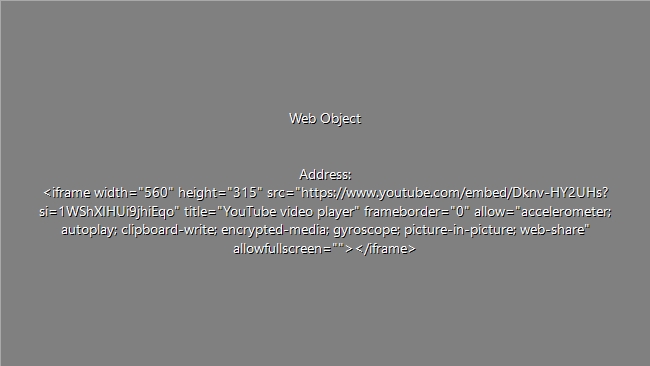 Web Object
Address:
<iframe width="560" height="315" src="https://www.youtube.com/embed/Dknv-HY2UHs?
si=1WShXIHUi9jhiEqo" title="YouTube video player" frameborder="0" allow="accelerometer;
autoplay; clipboard-write; encrypted-media; gyroscope; picture-in-picture; web-share"
allowfullscreen=""></iframe>